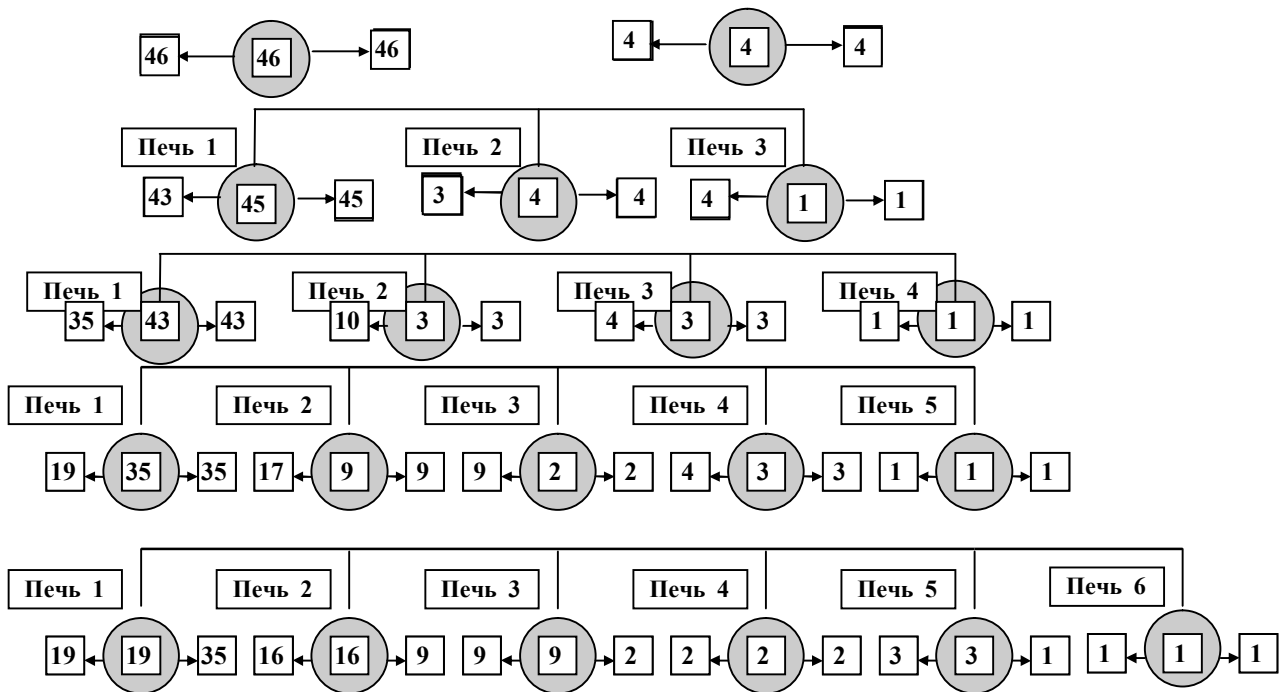 46 46 46 4 4 4
Печь 1 Печь 2 Печь 3
43 45 45 3 4 4 4 1 1
Печь 1 Печь 2 Печь 3 Печь 4
35 43 43 10 3 3 4 3 3 1 1 1
Печь 1 Печь 2 Печь 3 Печь 4 Печь 5
19 35 35 17 9 9 9 2 2 4 3 3 1 1 1
Печь 1 Печь 2 Печь 3 Печь 4 Печь 5 Печь 6
19 19 35 16 16 9 9 9 2 2 2 2 3 3 1 1 1 1